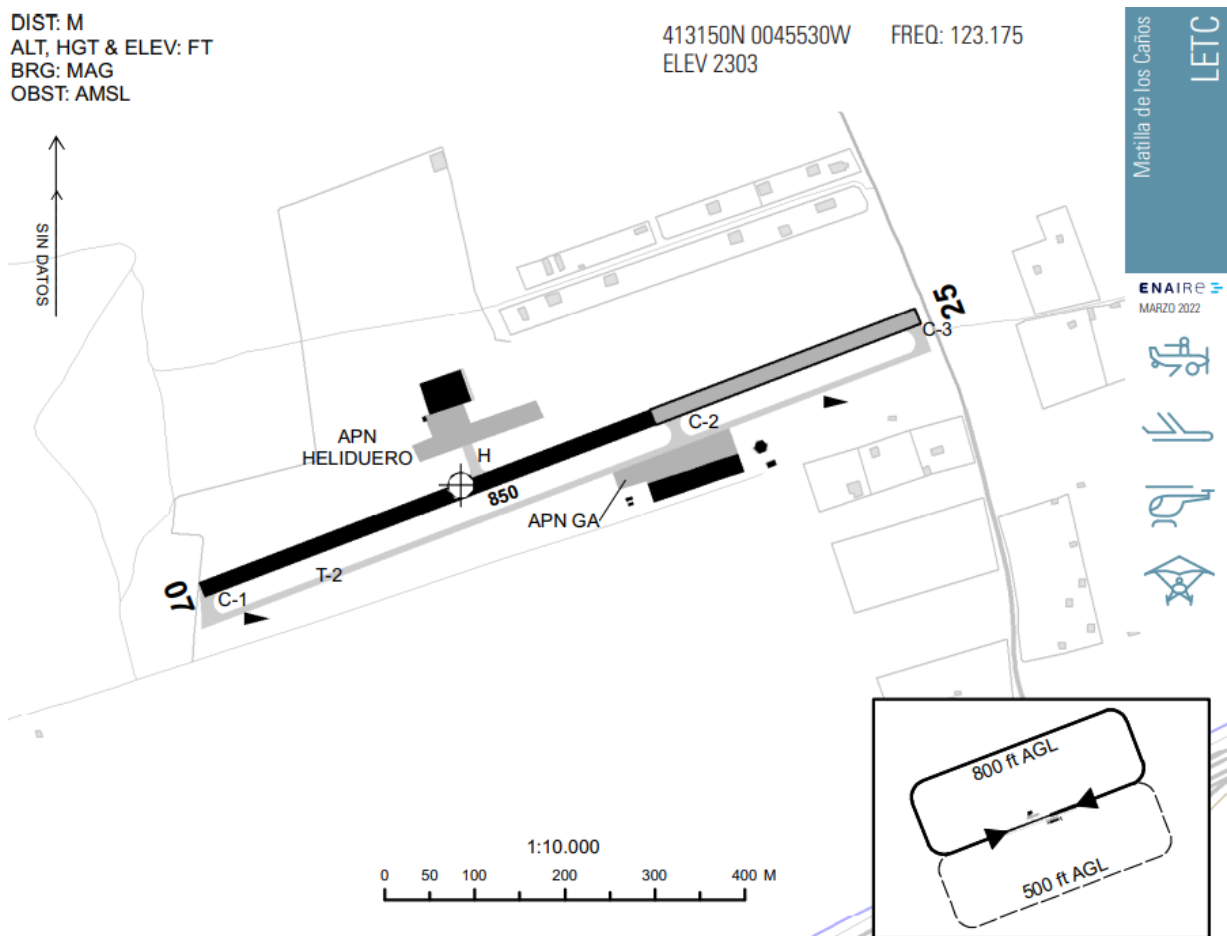 DIST: M
ALT, HGT & ELEV: FT
BRG: MAG
OBST: AMSL
413150N 0045530W FREQ: 123.175
ELEV 2303
Matilla de los Caños
LETC
ENAIRe
MARZO 2022
SIN DATOS
25
C-3
C-2
APN
HELIDUERO
H
850
APN GA
T-2
07
C-1
800 ft AGL
500 ft AGL
1:10.000
0 50 100 200 300 400 M